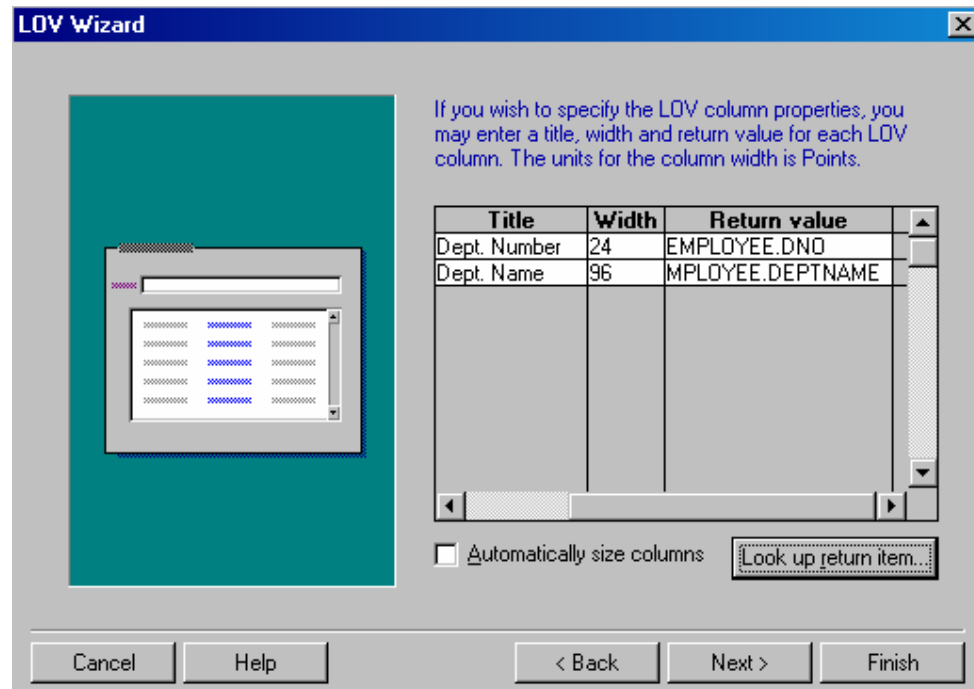 LOV Wizard
If you wish to specify the LOV column properties, you
may enter a title, width and return value for each LOV
column. The units for the column width is Points.
Title Width Return value
Dept. Number 24 EMPLOYEE.DNO
Dept. Name 96 MPLOYEE.DEPTNAME
Automatically size columns Look up return item...
Cancel Help < Back Next > Finish